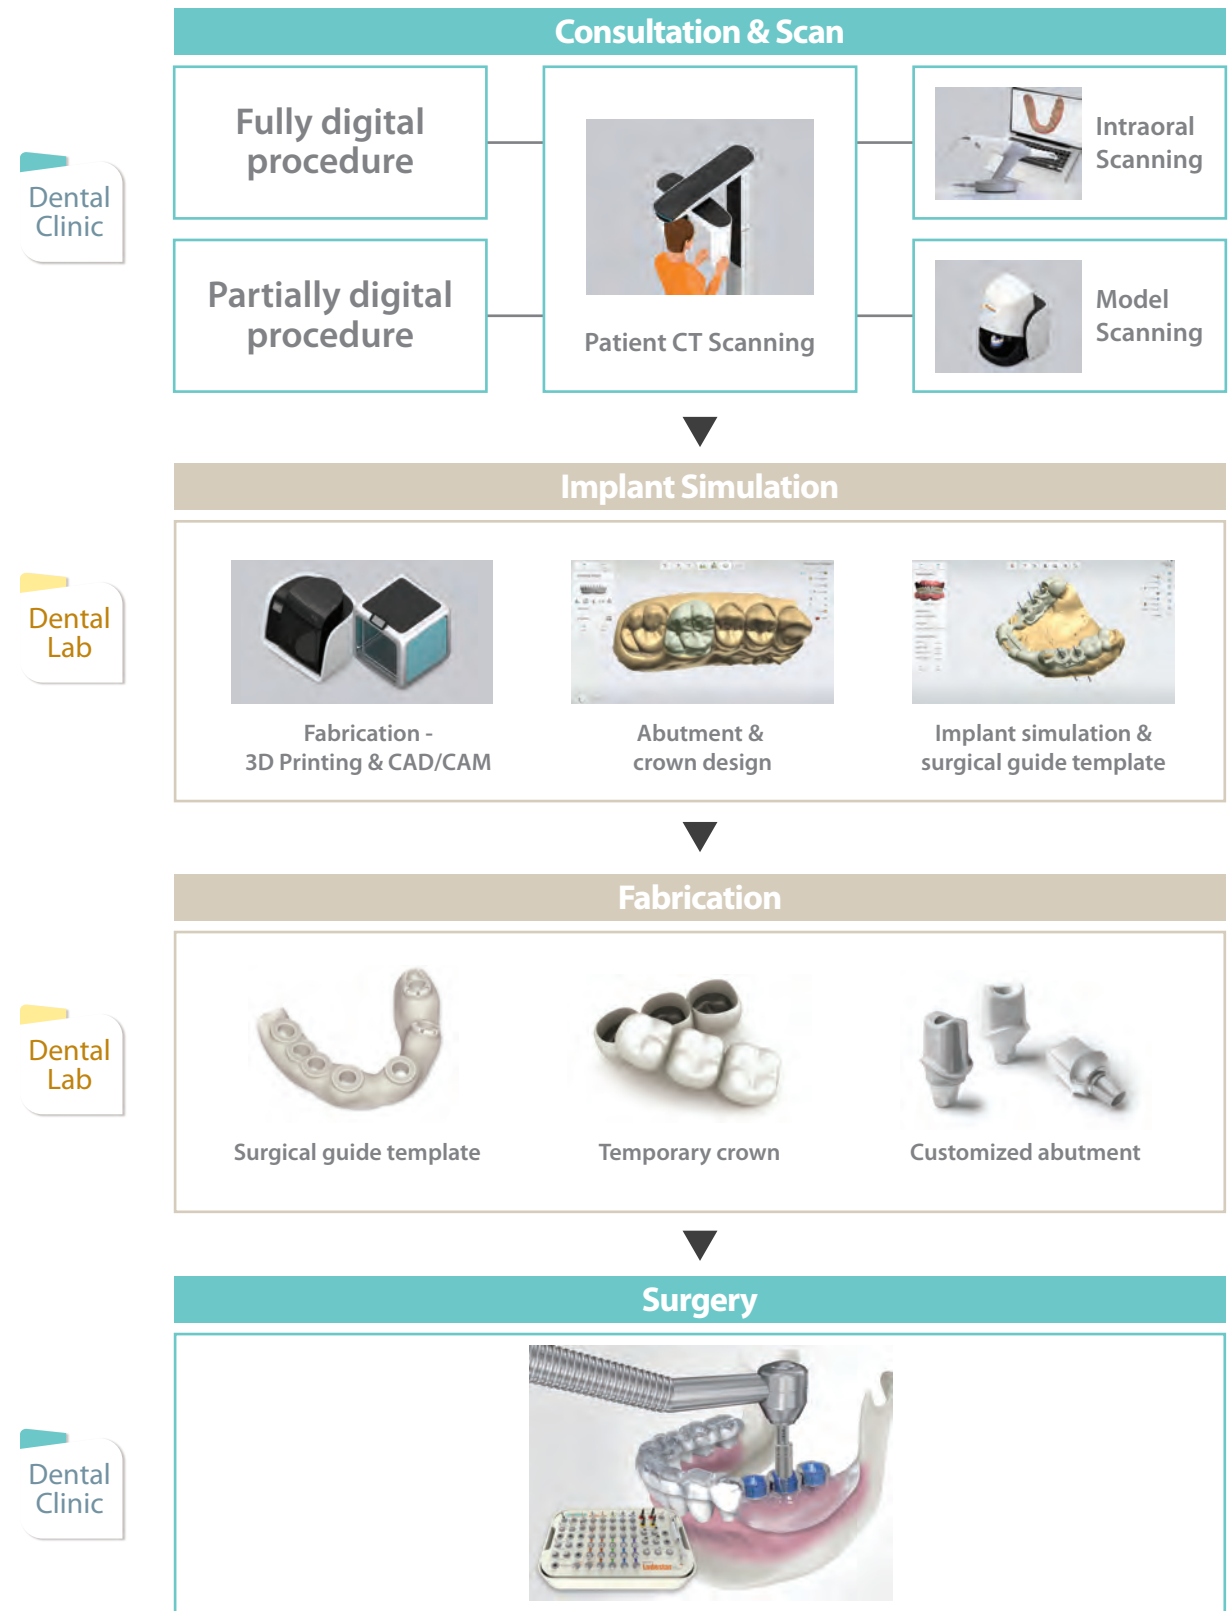 Consultation & Scan
Dental
Clinic
Fully digital
procedure
Partially digital
procedure
Patient CT Scanning
Intraoral
Scanning
Model
Scanning
Implant Simulation
Dental
Lab
Fabrication -
3D Printing & CAD/CAM
Abutment &
crown design
Implant simulation &
surgical guide template
Fabrication
Dental
Lab
Surgical guide template
Temporary crown
Customized abutment
Surgery
Dental
Clinic